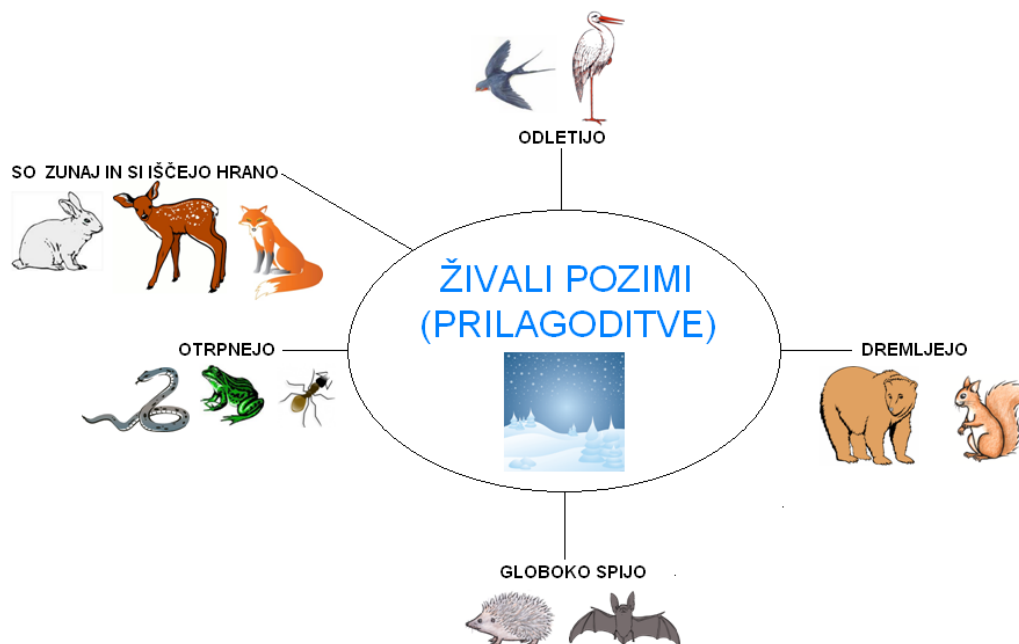 ODLETIJO
SO ZUNAJ IN SI IŠČEJO HRANO
ŽIVALI POZIMI
(PRILAGODITVE)
OTRPNEJO
DREMLJEJO
GLOBOKO SPIJO